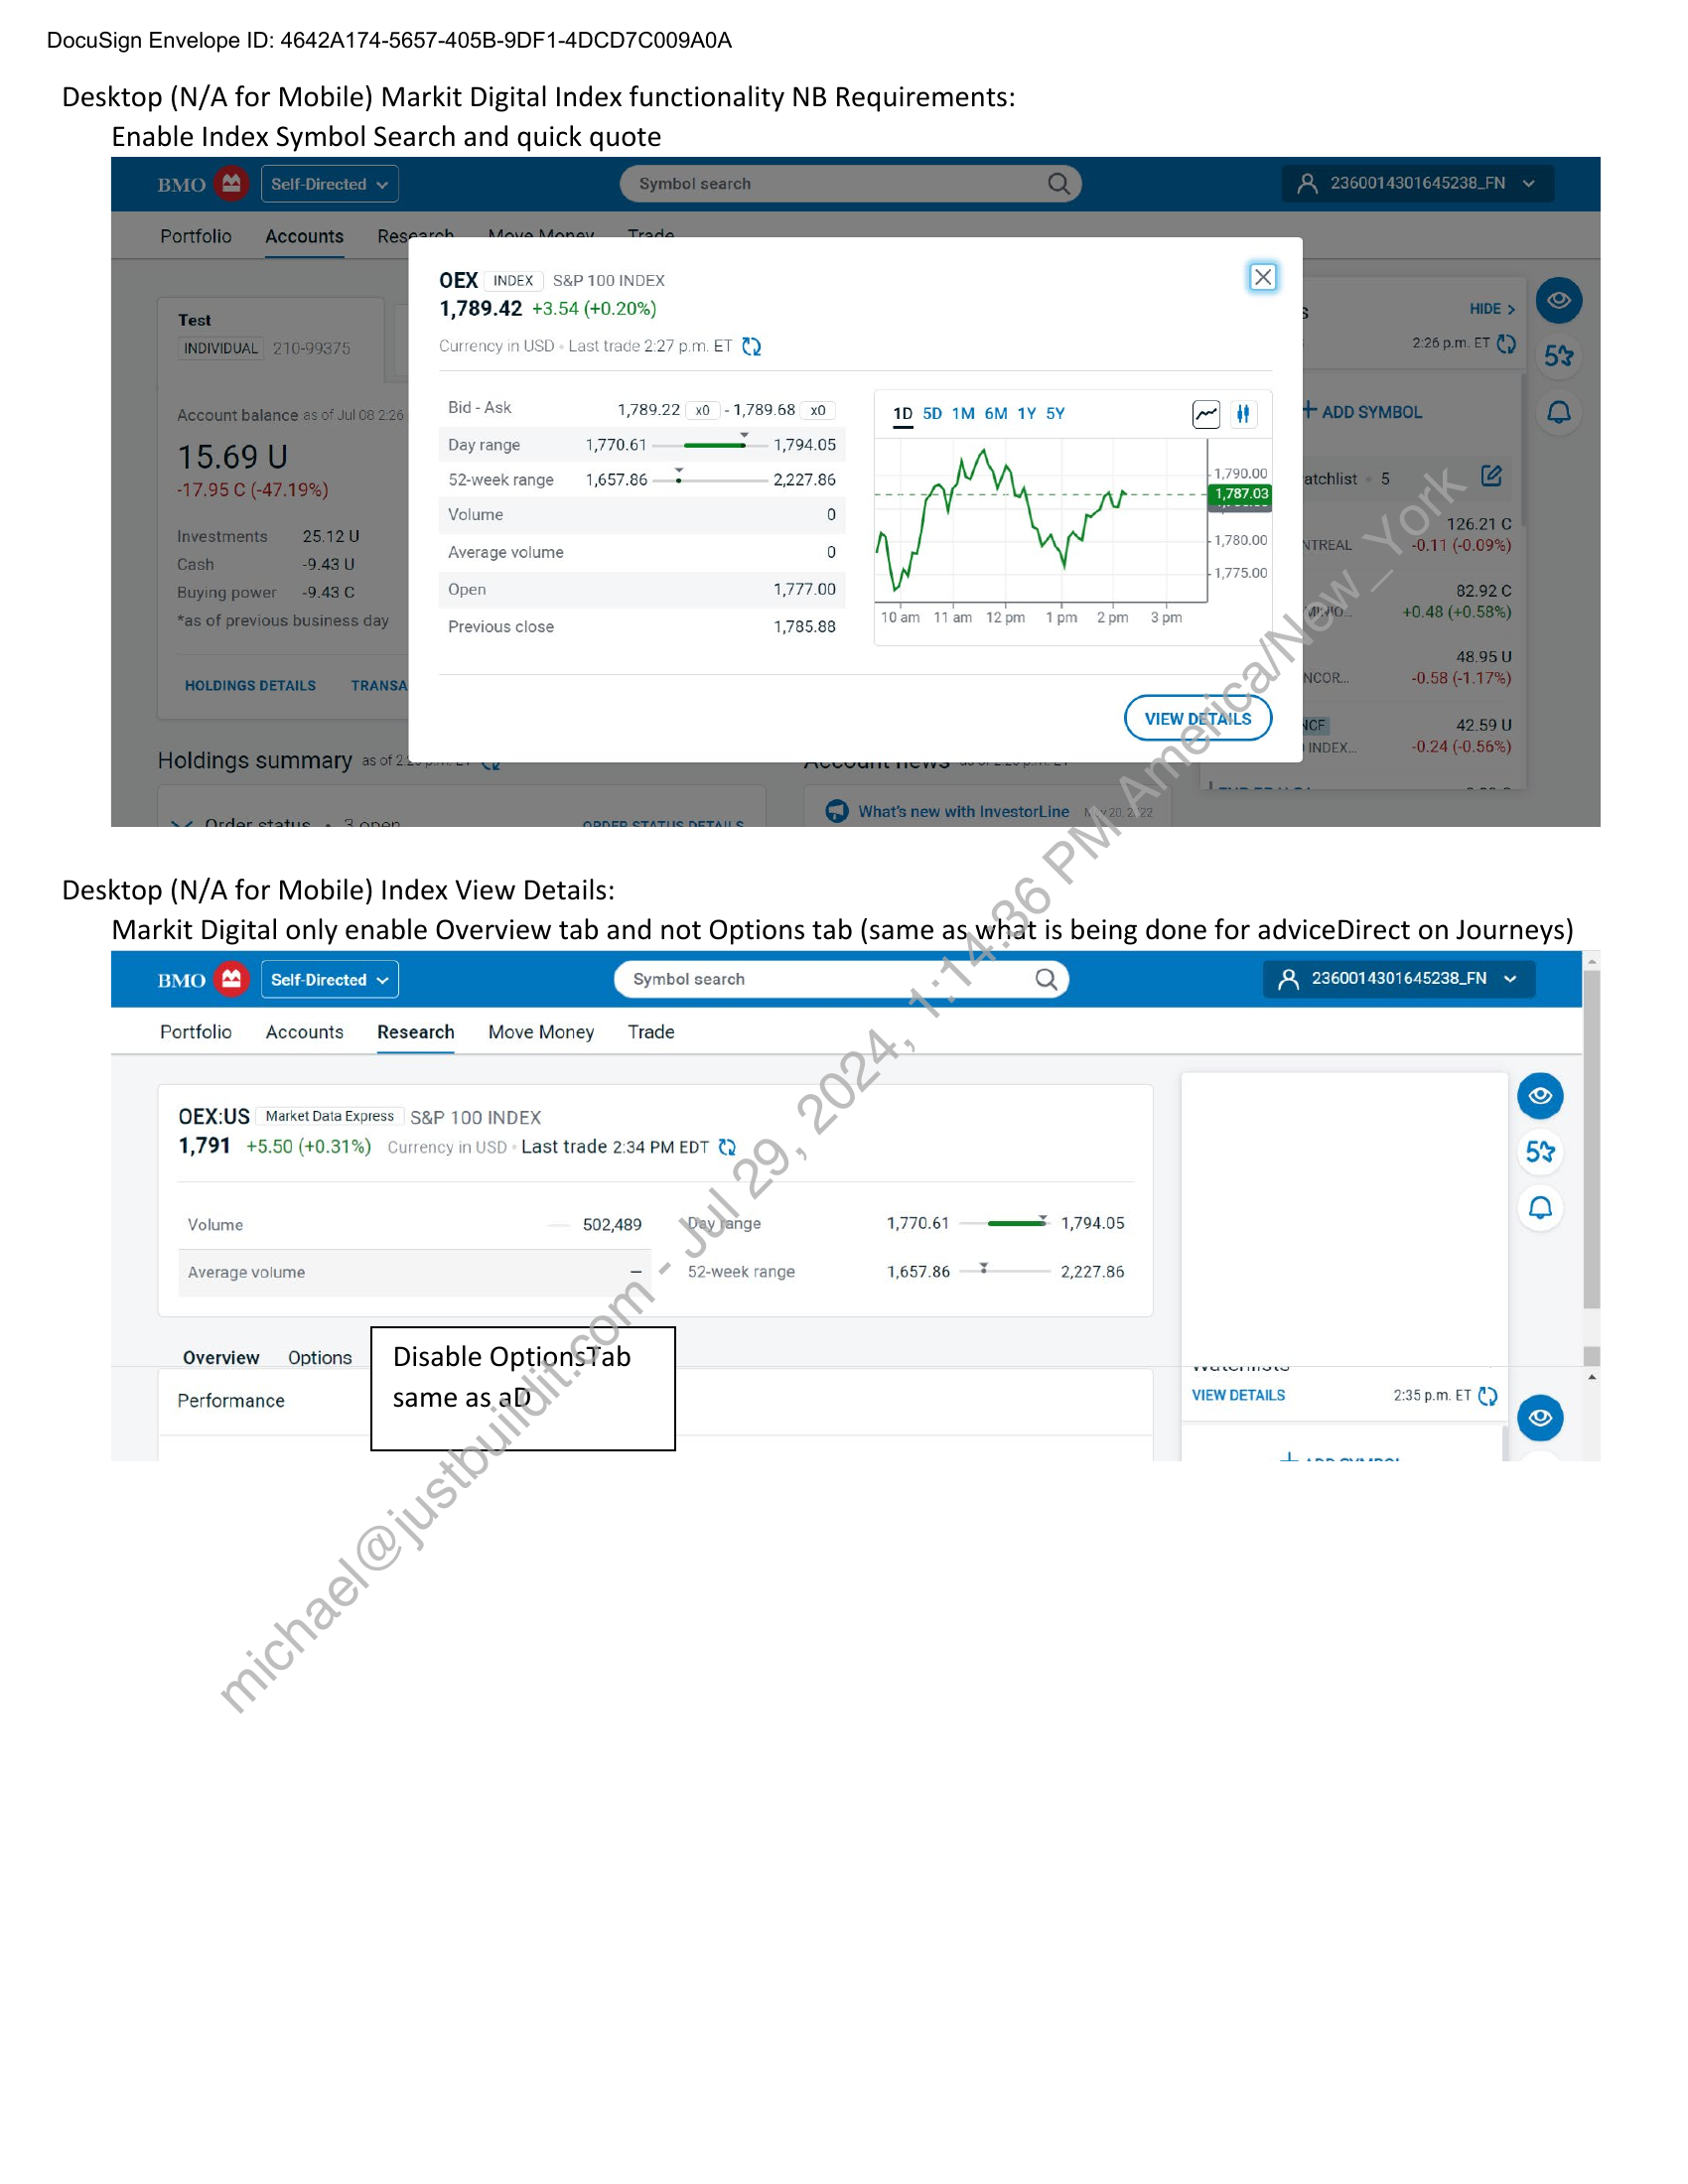 DocuSign Envelope ID: 4642A174-5657-405B-9DF1-4DCD7C009A0A
Desktop (N/A for Mobile) Markit Digital Index functionality NB Requirements:
Enable Index Symbol Search and quick quote
BMO Self-Directed Symbol search 2360014301645238_FN
Portfolio Accounts Research Move Money Trade
OEX INDEX S&P 100 INDEX
1,789.42 +3.54 (+0.20%)
Currency in USD • Last trade 2:27 p.m. ET
Test
INDIVIDUAL 210-99375
Account balance as of Jul 08 2:26
15.69 U
-17.95 C (-47.19%)
Investments 25.12 U
Cash -9.43 U
Buying power -9.43 C
*as of previous business day
HOLDINGS DETAILS TRANSA
Bid - Ask 1,789.22 x0 - 1,789.68 x0
Day range 1,770.61 1,794.05
52-week range 1,657.86 2,227.86
Volume 0
Average volume 0
Open 1,777.00
Previous close 1,785.88
1D 5D 1M 6M 1Y 5Y
1,790.00
1,787.03
1,780.00
1,775.00
10 am 11 am 12 pm 1 pm 2 pm 3 pm
VIEW DETAILS
s HIDE >
2:26 p.m. ET
+ ADD SYMBOL
atchlist • 5
126.21 C
NTREAL -0.11 (-0.09%)
82.92 C
+0.48 (+0.58%)
48.95 U
NCOR... -0.58 (-1.17%)
NCF 42.59 U
INDEX... -0.24 (-0.56%)
Holdings summary as of 2:2
Account news
Order status • 3 open ORDER STATUS DETAILS
What's new with InvestorLine
Desktop (N/A for Mobile) Index View Details:
Markit Digital only enable Overview tab and not Options tab (same as what is being done for adviceDirect on Journeys)
BMO Self-Directed Symbol search 2360014301645238_FN
Portfolio Accounts Research Move Money Trade
OEX:US Market Data Express S&P 100 INDEX
1,791 +5.50 (+0.31%) Currency in USD • Last trade 2:34 PM EDT
Volume 502,489 Day range 1,770.61 1,794.05
Average volume – 52-week range 1,657.86 2,227.86
Overview Options
Disable OptionsTab
same as aD
Performance
Watchlists
VIEW DETAILS 2:35 p.m. ET
+ ADD SYMBOL
michael@justbuildit.com - Jul 29, 2024, 1:14:36 PM America/New_York